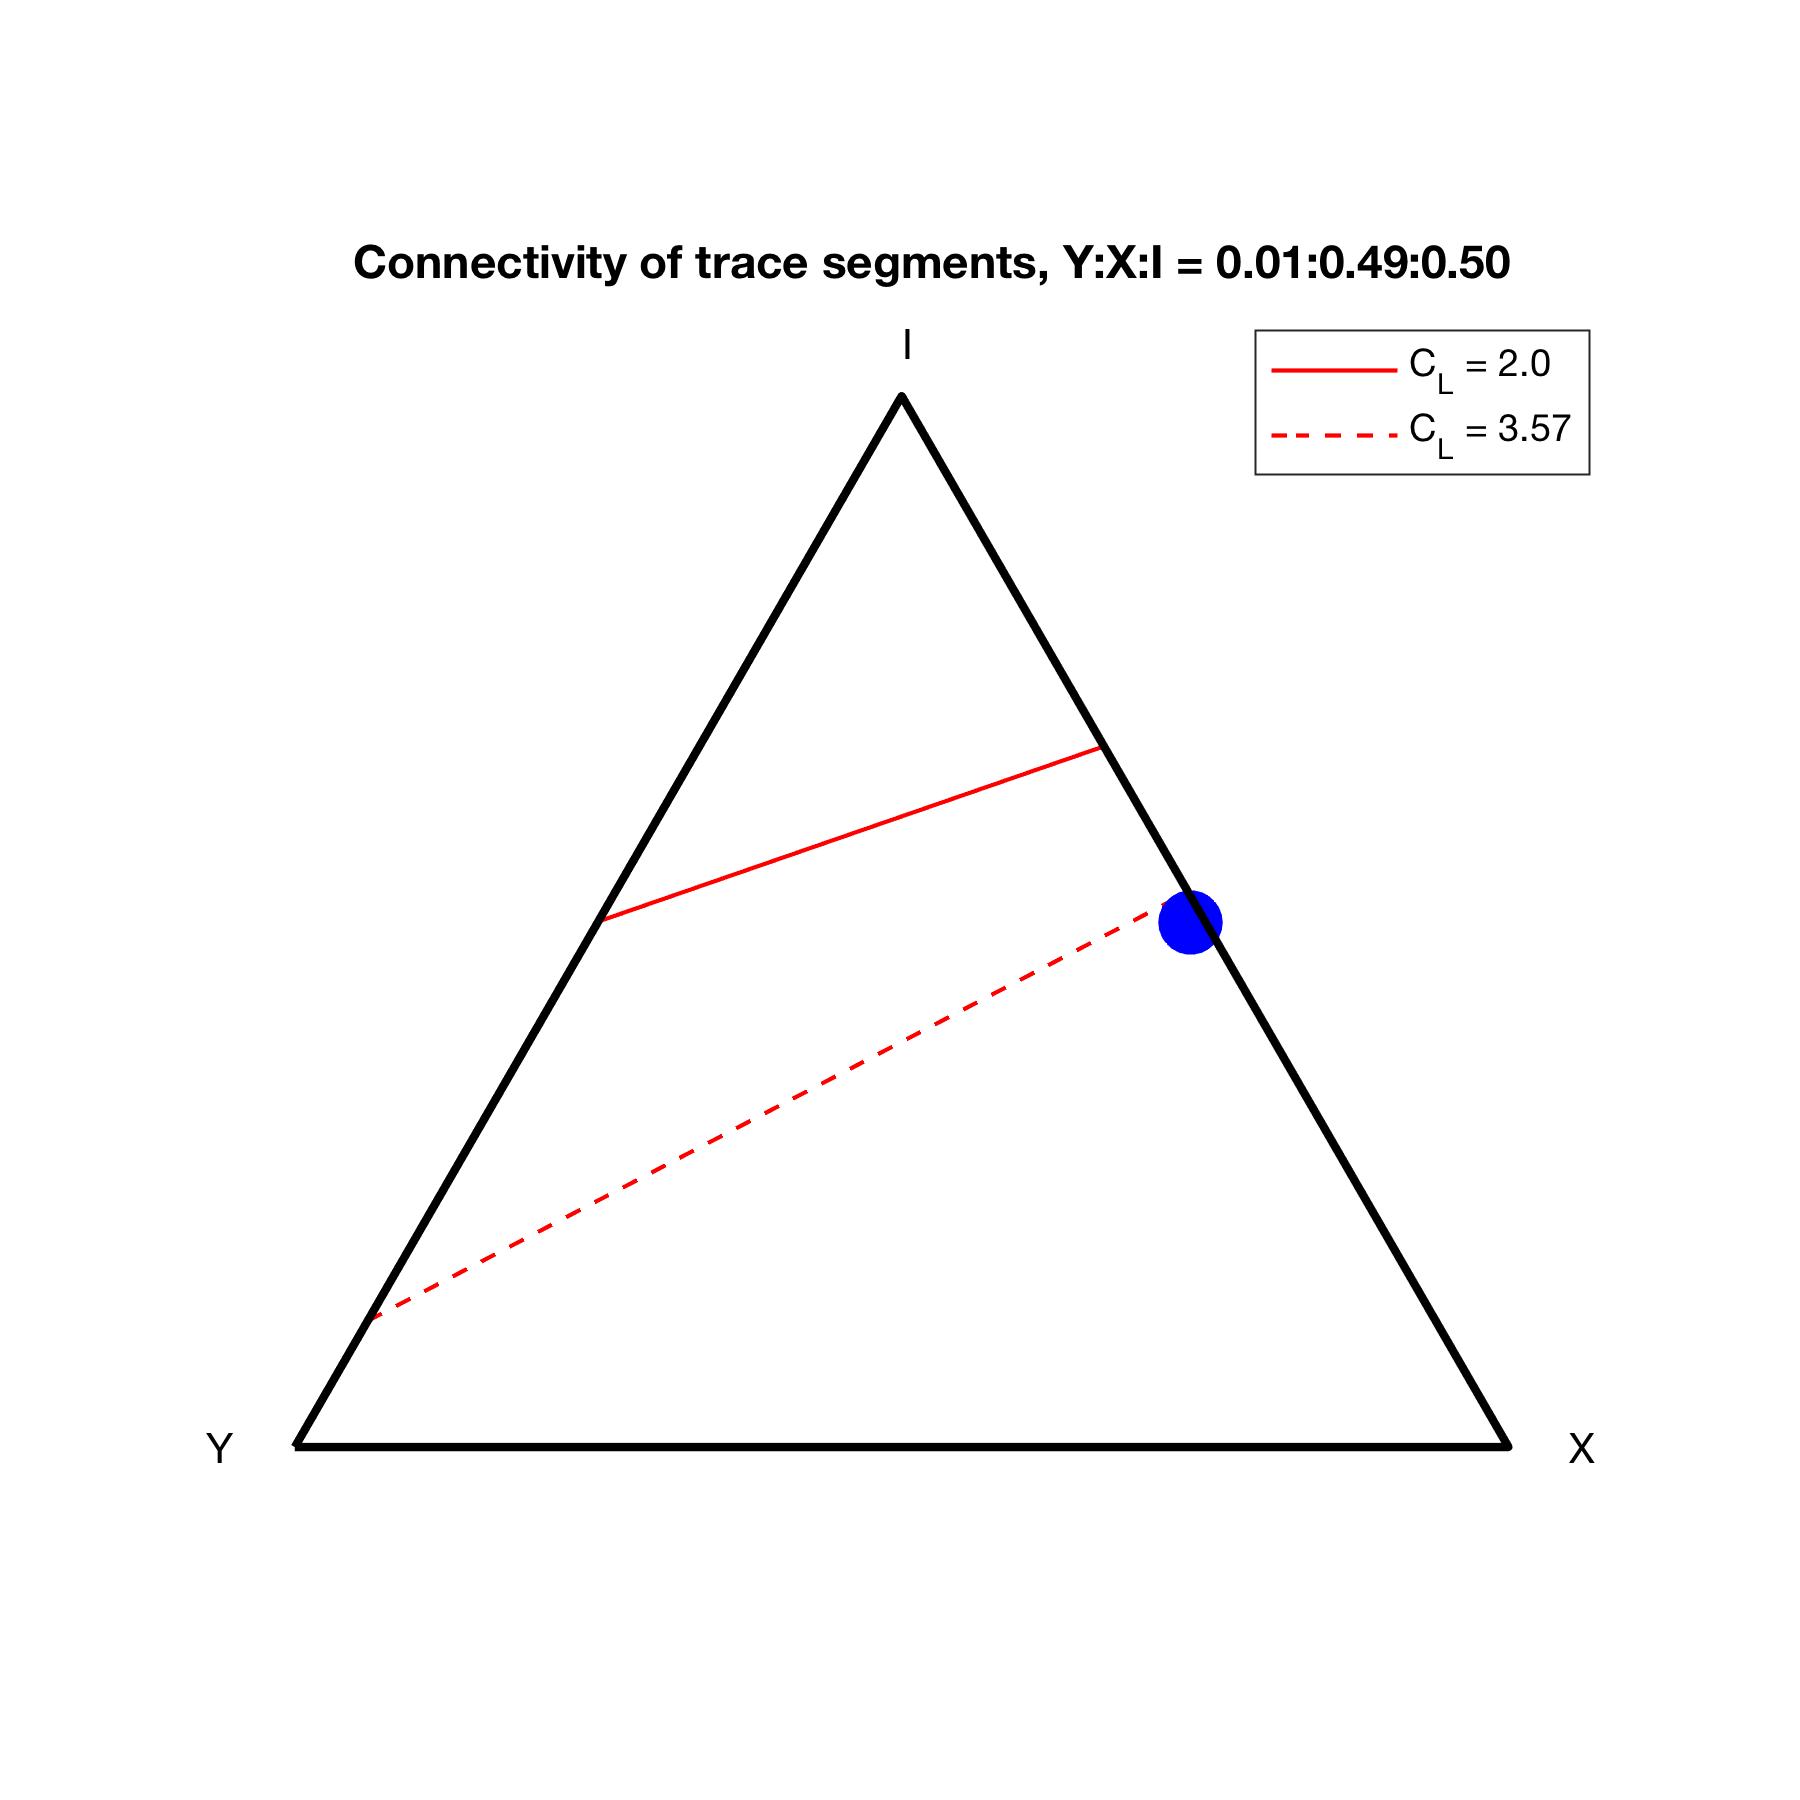 Connectivity of trace segments, Y:X:I = 0.01:0.49:0.50
I
C_L = 2.0
C_L = 3.57
Y
X